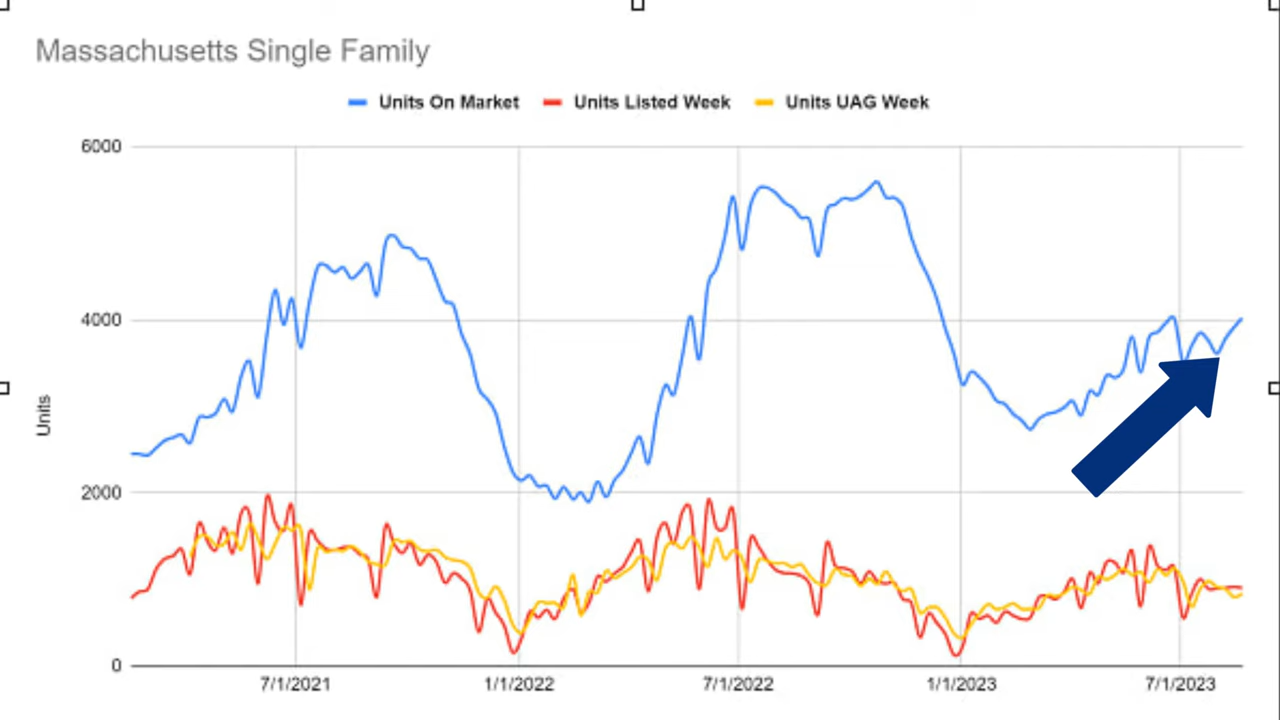 Massachusetts Single Family
Units On Market Units Listed Week Units UAG Week
6000
4000
2000
0
Units
7/1/2021 1/1/2022 7/1/2022 1/1/2023 7/1/2023